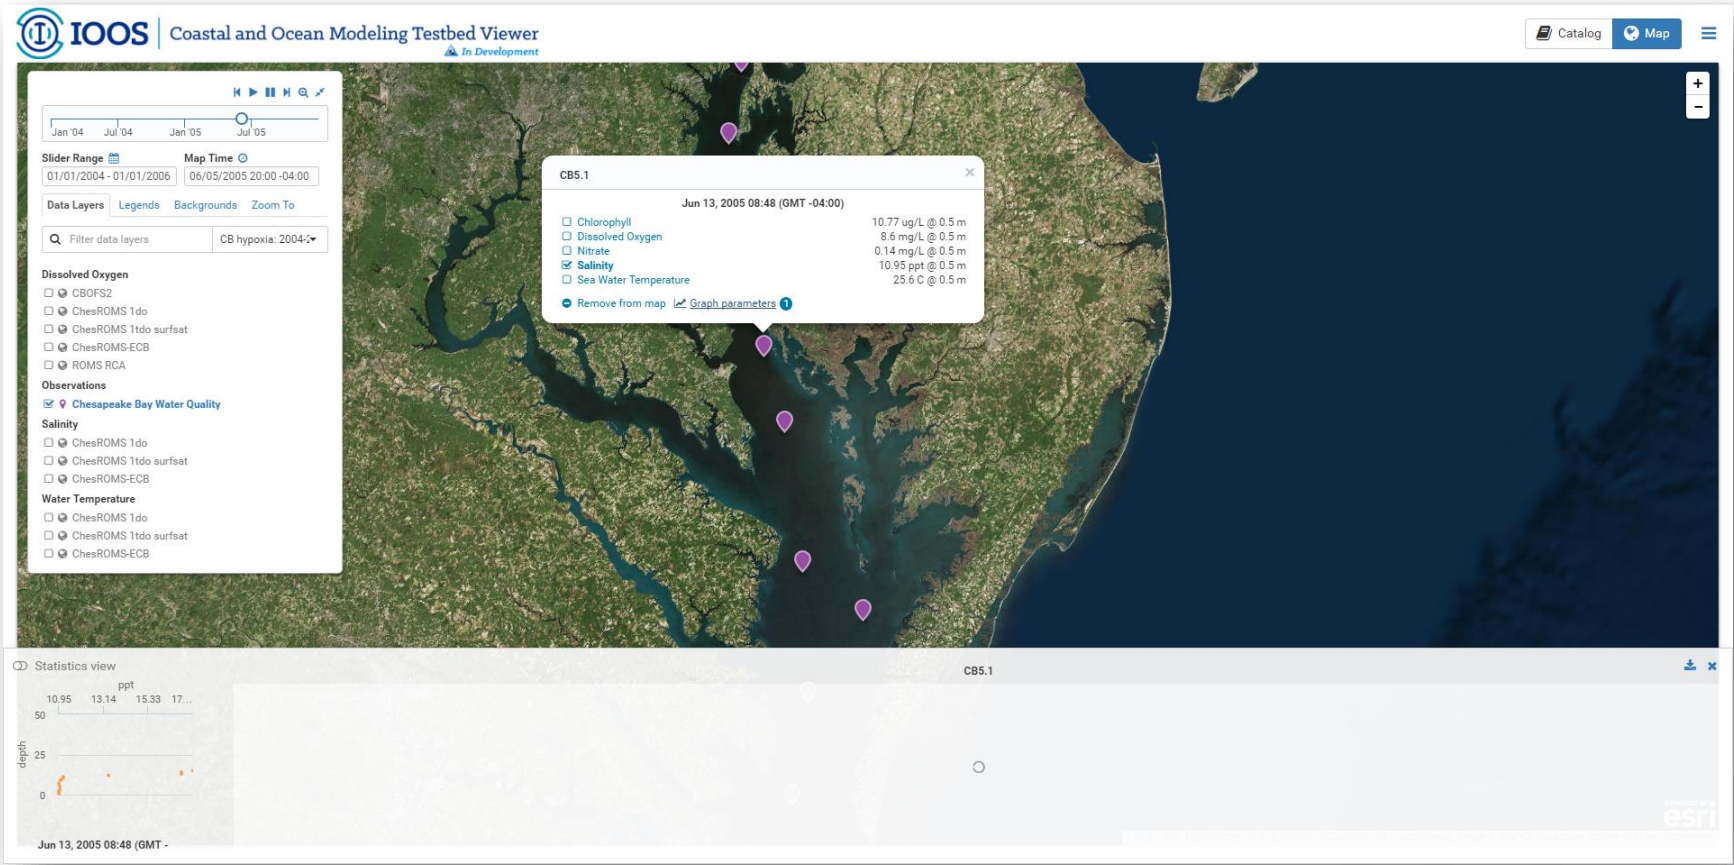 IOOS
Coastal and Ocean Modeling Testbed Viewer
In Development
Catalog
Map
+
−
Jan '04 Jul '04 Jan '05 Jul '05
Slider Range Map Time
01/01/2004 - 01/01/2006 06/05/2005 20:00 -04:00
Data Layers Legends Backgrounds Zoom To
Filter data layers CB hypoxia: 2004-2
Dissolved Oxygen
CBOFS2
ChesROMS 1do
ChesROMS 1tdo surfsat
ChesROMS-ECB
ROMS RCA
Observations
Chesapeake Bay Water Quality
Salinity
ChesROMS 1do
ChesROMS 1tdo surfsat
ChesROMS-ECB
Water Temperature
ChesROMS 1do
ChesROMS 1tdo surfsat
ChesROMS-ECB
CB5.1 ×
Jun 13, 2005 08:48 (GMT -04:00)
Chlorophyll 10.77 ug/L @ 0.5 m
Dissolved Oxygen 8.6 mg/L @ 0.5 m
Nitrate 0.14 mg/L @ 0.5 m
Salinity 10.95 ppt @ 0.5 m
Sea Water Temperature 25.6 C @ 0.5 m
Remove from map Graph parameters 1
Statistics view
CB5.1
ppt
10.95 13.14 15.33 17...
50
25
0
depth
Jun 13, 2005 08:48 (GMT -
esri